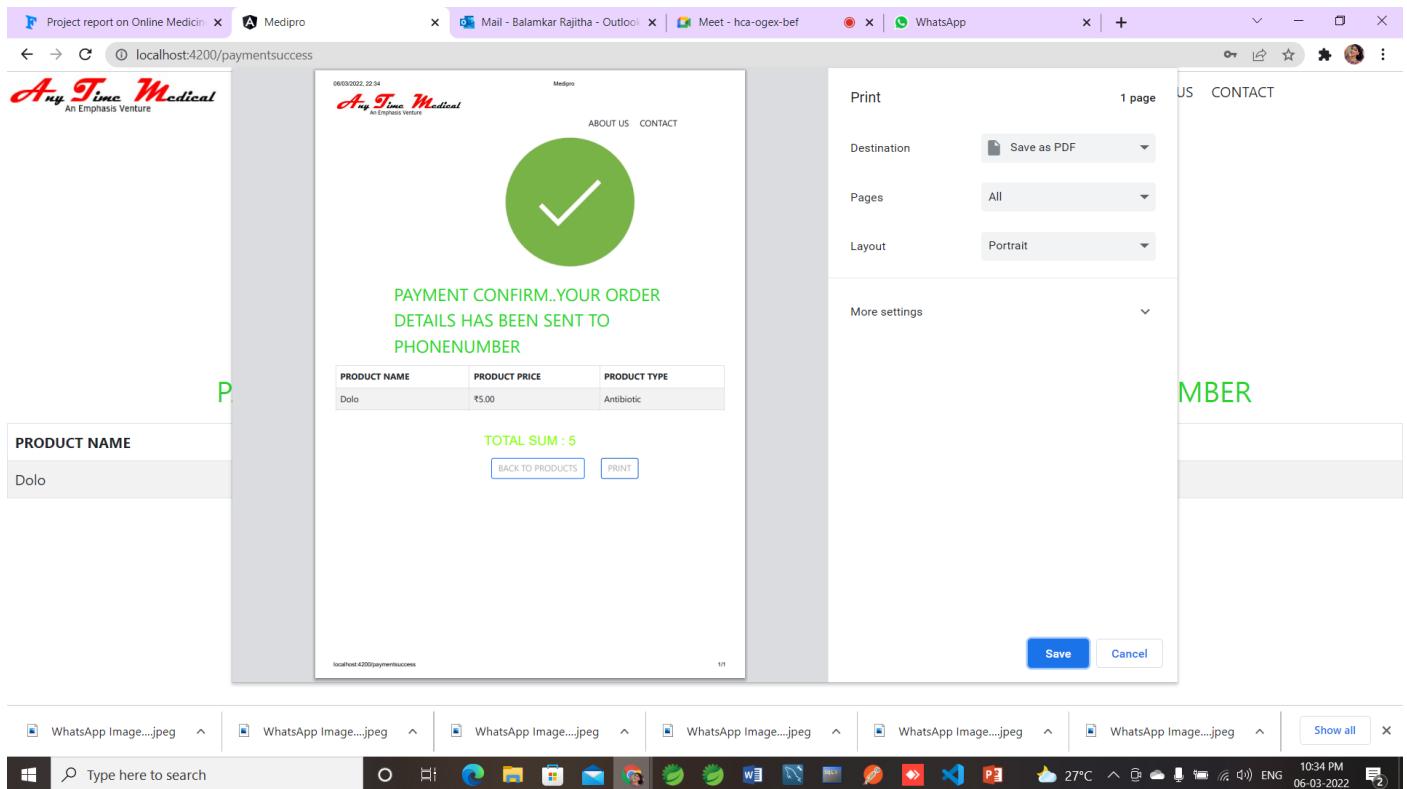 Project report on Online Medicin
Medipro
Mail - Balamkar Rajitha - Outlook
Meet - hca-ogex-bef
WhatsApp
localhost:4200/paymentsuccess
Any Time Medical
An Emphasis Venture
US CONTACT
P
MBER
PRODUCT NAME
Dolo
06/03/2022, 22:34
Medipro
Any Time Medical
An Emphasis Venture
ABOUT US CONTACT
PAYMENT CONFIRM..YOUR ORDER
DETAILS HAS BEEN SENT TO
PHONENUMBER
PRODUCT NAME PRODUCT PRICE PRODUCT TYPE
Dolo ₹5.00 Antibiotic
TOTAL SUM : 5
BACK TO PRODUCTS PRINT
localhost:4200/paymentsuccess
1/1
Print 1 page
Destination Save as PDF
Pages All
Layout Portrait
More settings
Save Cancel
WhatsApp Image....jpeg
WhatsApp Image....jpeg
WhatsApp Image....jpeg
WhatsApp Image....jpeg
WhatsApp Image....jpeg
WhatsApp Image....jpeg
Show all
Type here to search
27°C
ENG
10:34 PM
06-03-2022
2